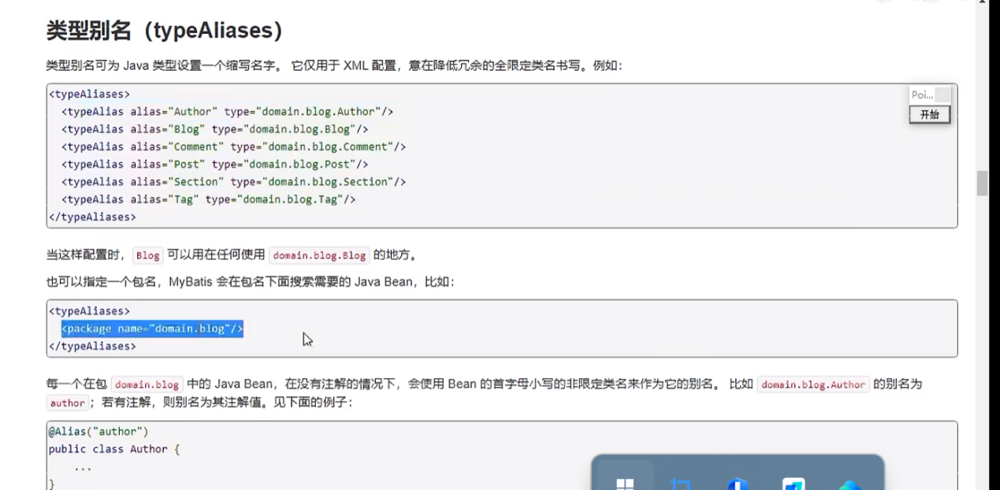 类型别名（typeAliases）
类型别名可为 Java 类型设置一个缩写名字。 它仅用于 XML 配置，意在降低冗余的全限定类名书写。例如：
<typeAliases>
  <typeAlias alias="Author" type="domain.blog.Author"/>
  <typeAlias alias="Blog" type="domain.blog.Blog"/>
  <typeAlias alias="Comment" type="domain.blog.Comment"/>
  <typeAlias alias="Post" type="domain.blog.Post"/>
  <typeAlias alias="Section" type="domain.blog.Section"/>
  <typeAlias alias="Tag" type="domain.blog.Tag"/>
</typeAliases>
Poi...
开始
当这样配置时， Blog 可以用在任何使用 domain.blog.Blog 的地方。
也可以指定一个包名，MyBatis 会在包名下面搜索需要的 Java Bean，比如：
<typeAliases>
  <package name="domain.blog"/>
</typeAliases>
每一个在包 domain.blog 中的 Java Bean，在没有注解的情况下，会使用 Bean 的首字母小写的非限定类名来作为它的别名。 比如 domain.blog.Author 的别名为
author ；若有注解，则别名为其注解值。见下面的例子：
@Alias("author")
public class Author {
    ...
}